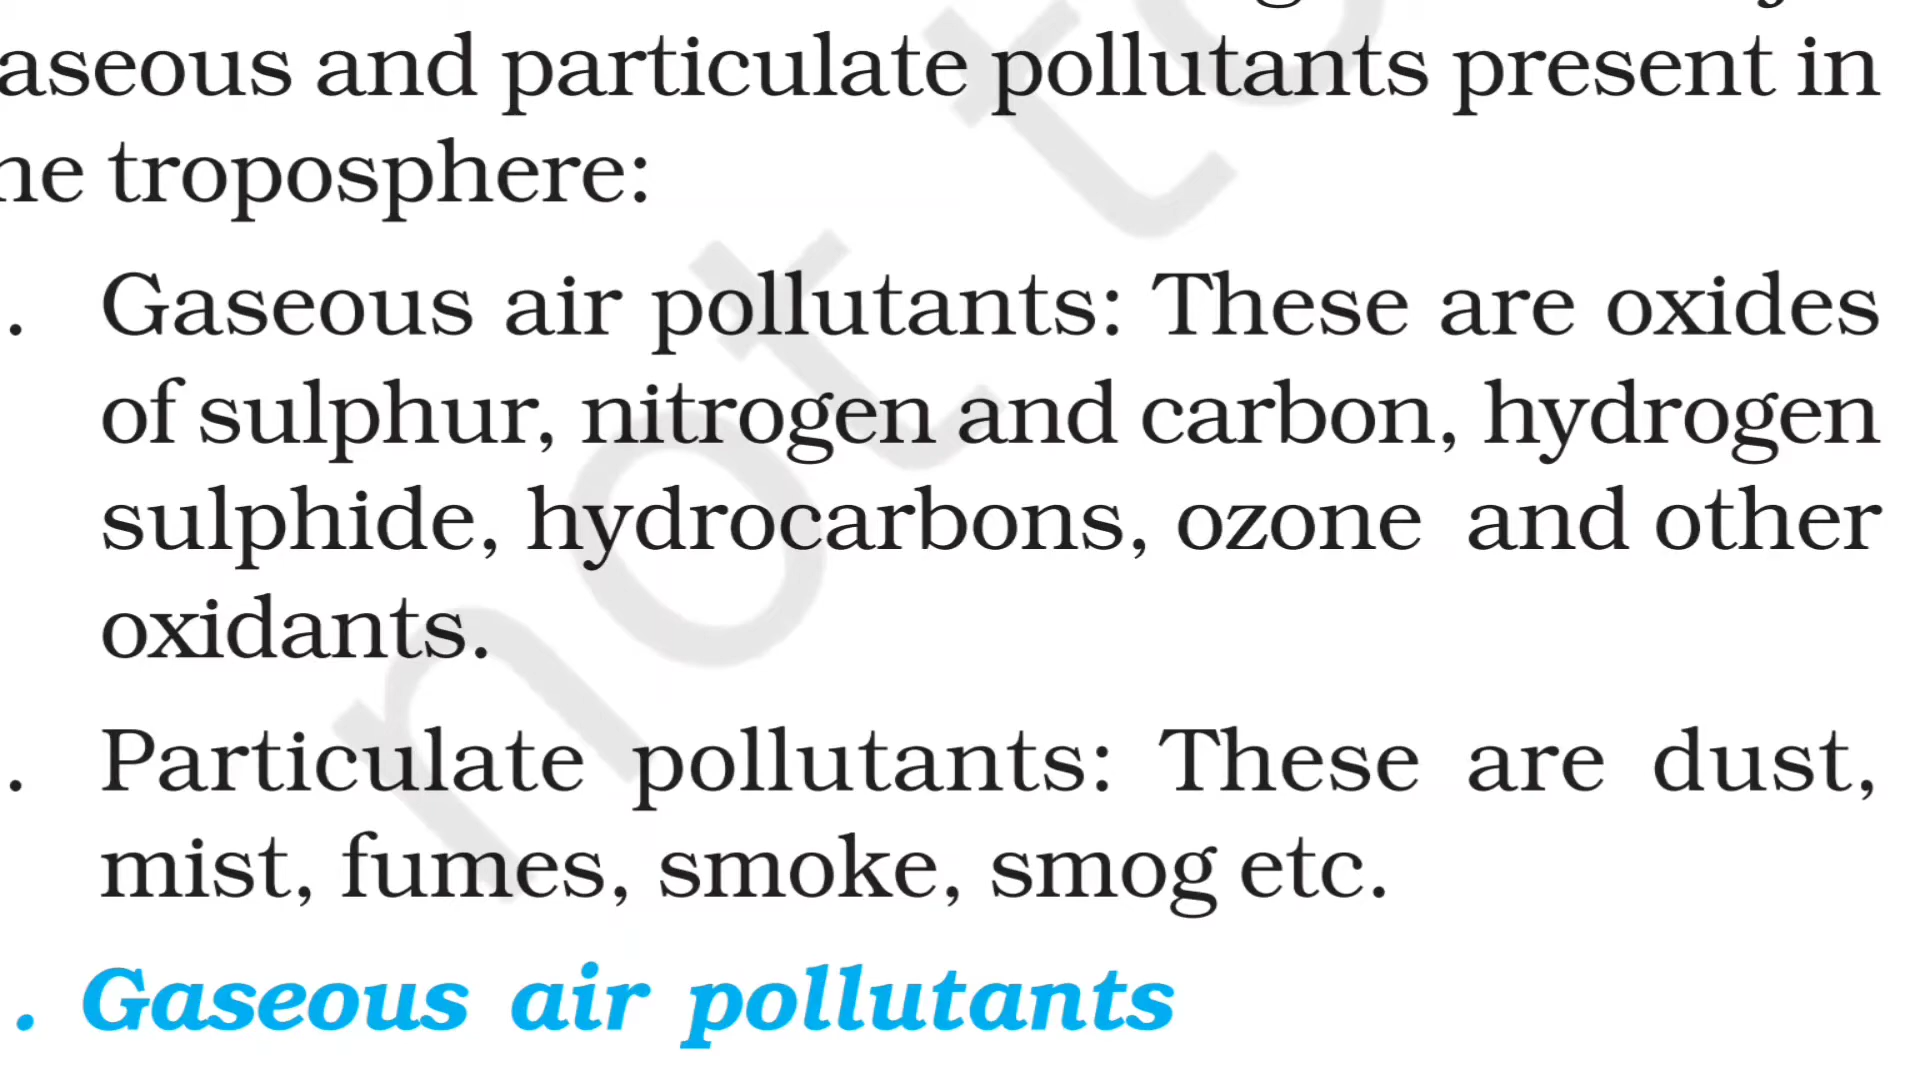 aseous and particulate pollutants present in
he troposphere:
. Gaseous air pollutants: These are oxides
of sulphur, nitrogen and carbon, hydrogen
sulphide, hydrocarbons, ozone and other
oxidants.
. Particulate pollutants: These are dust,
mist, fumes, smoke, smog etc.
. Gaseous air pollutants
not t